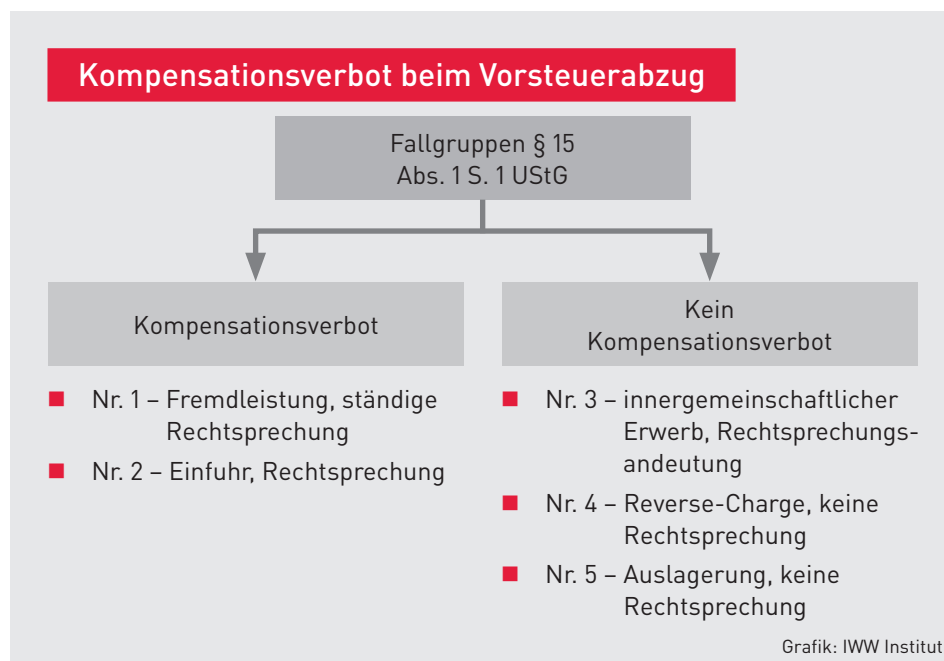 Kompensationsverbot beim Vorsteuerabzug
Fallgruppen § 15
Abs. 1 S. 1 UStG
Kompensationsverbot
Nr. 1 – Fremdleistung, ständige
Rechtsprechung
Nr. 2 – Einfuhr, Rechtsprechung
Kein
Kompensationsverbot
Nr. 3 – innergemeinschaftlicher
Erwerb, Rechtsprechungs-
andeutung
Nr. 4 – Reverse-Charge, keine
Rechtsprechung
Nr. 5 – Auslagerung, keine
Rechtsprechung
Grafik: IWW Institut